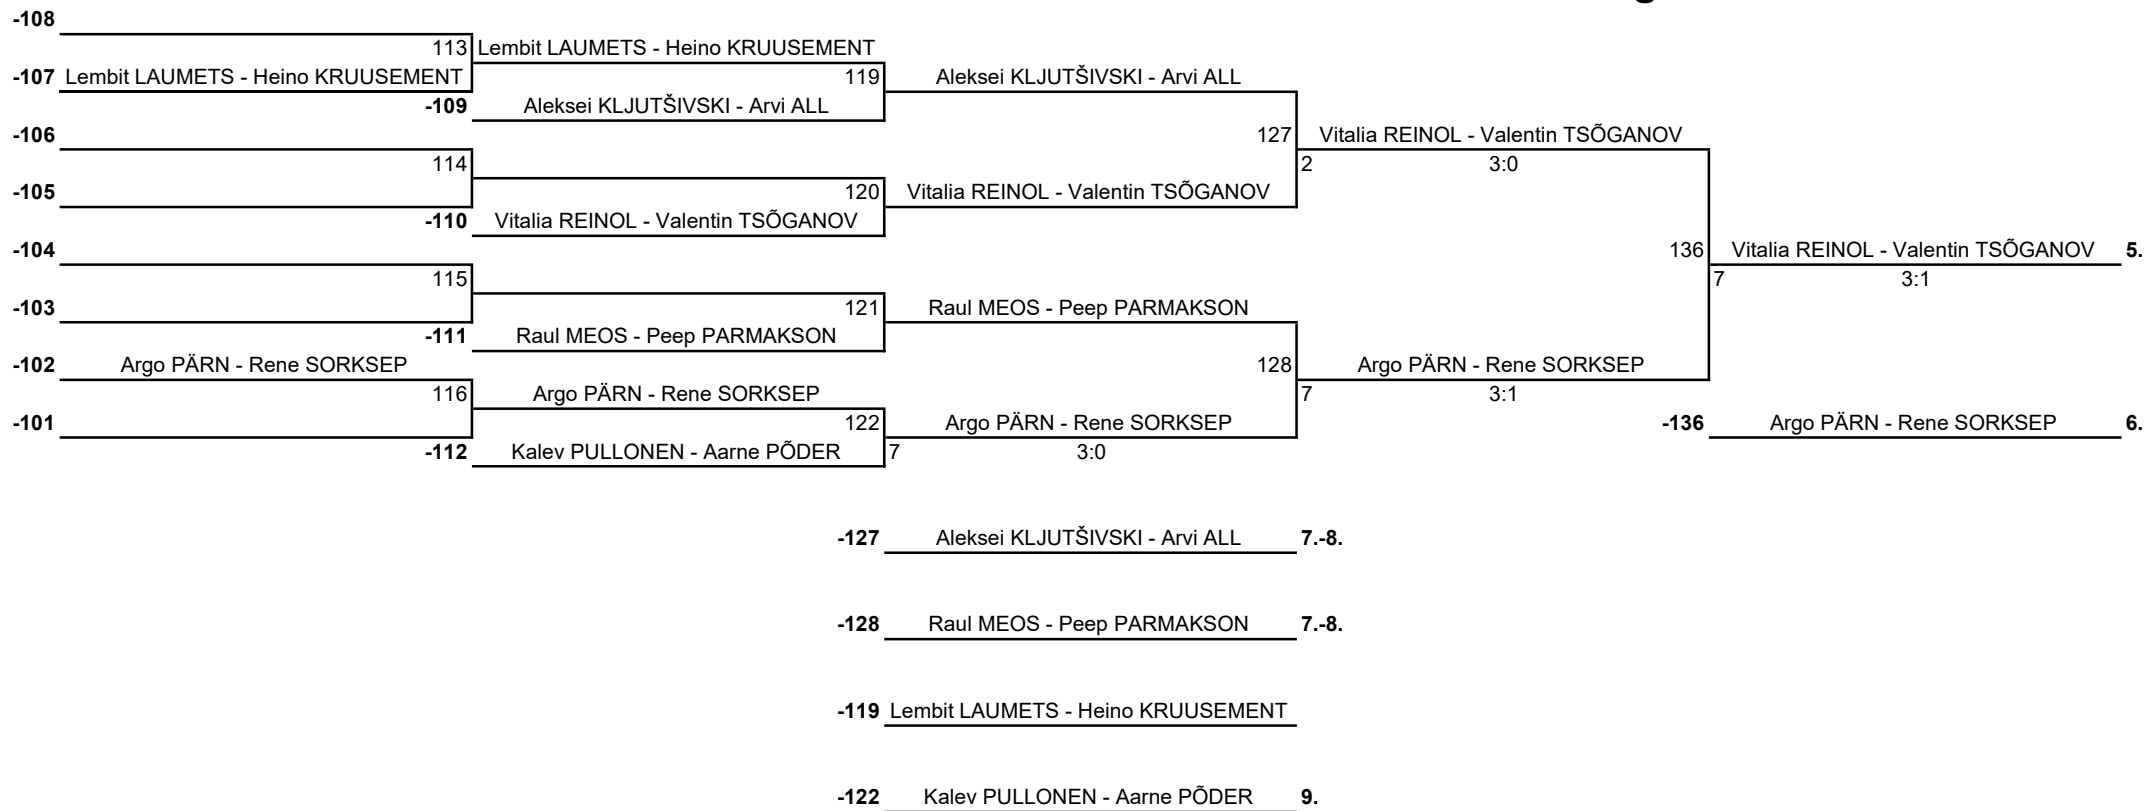 -108
113 Lembit LAUMETS - Heino KRUUSEMENT
-107 Lembit LAUMETS - Heino KRUUSEMENT 119 Aleksei KLJUTŠIVSKI - Arvi ALL
-109 Aleksei KLJUTŠIVSKI - Arvi ALL
-106 127 Vitalia REINOL - Valentin TSÕGANOV
114 2 3:0
-105 120 Vitalia REINOL - Valentin TSÕGANOV
-110 Vitalia REINOL - Valentin TSÕGANOV
-104 136 Vitalia REINOL - Valentin TSÕGANOV 5.
115 7 3:1
-103 121 Raul MEOS - Peep PARMAKSON
-111 Raul MEOS - Peep PARMAKSON
-102 Argo PÄRN - Rene SORKSEP 128 Argo PÄRN - Rene SORKSEP
116 Argo PÄRN - Rene SORKSEP 7 3:1
-101 122 Argo PÄRN - Rene SORKSEP -136 Argo PÄRN - Rene SORKSEP 6.
-112 Kalev PULLONEN - Aarne PÕDER 7 3:0
-127 Aleksei KLJUTŠIVSKI - Arvi ALL 7.-8.
-128 Raul MEOS - Peep PARMAKSON 7.-8.
-119 Lembit LAUMETS - Heino KRUUSEMENT
-122 Kalev PULLONEN - Aarne PÕDER 9.